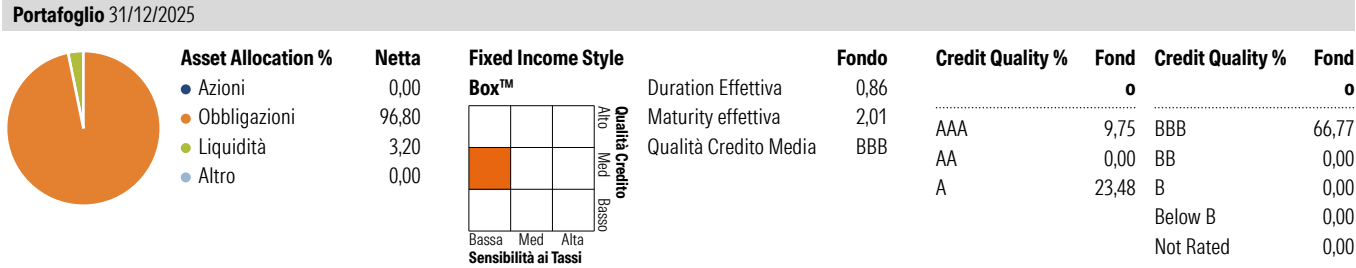 Portafoglio 31/12/2025
Asset Allocation % Netta
Azioni 0,00
Obbligazioni 96,80
Liquidità 3,20
Altro 0,00
Fixed Income Style
Box™
Alto Med Basso
Qualità Credito
Bassa Med Alta
Sensibilità ai Tassi
Fondo
Duration Effettiva 0,86
Maturity effettiva 2,01
Qualità Credito Media BBB
Credit Quality % Fond
o
AAA 9,75
AA 0,00
A 23,48
Credit Quality % Fond
o
BBB 66,77
BB 0,00
B 0,00
Below B 0,00
Not Rated 0,00